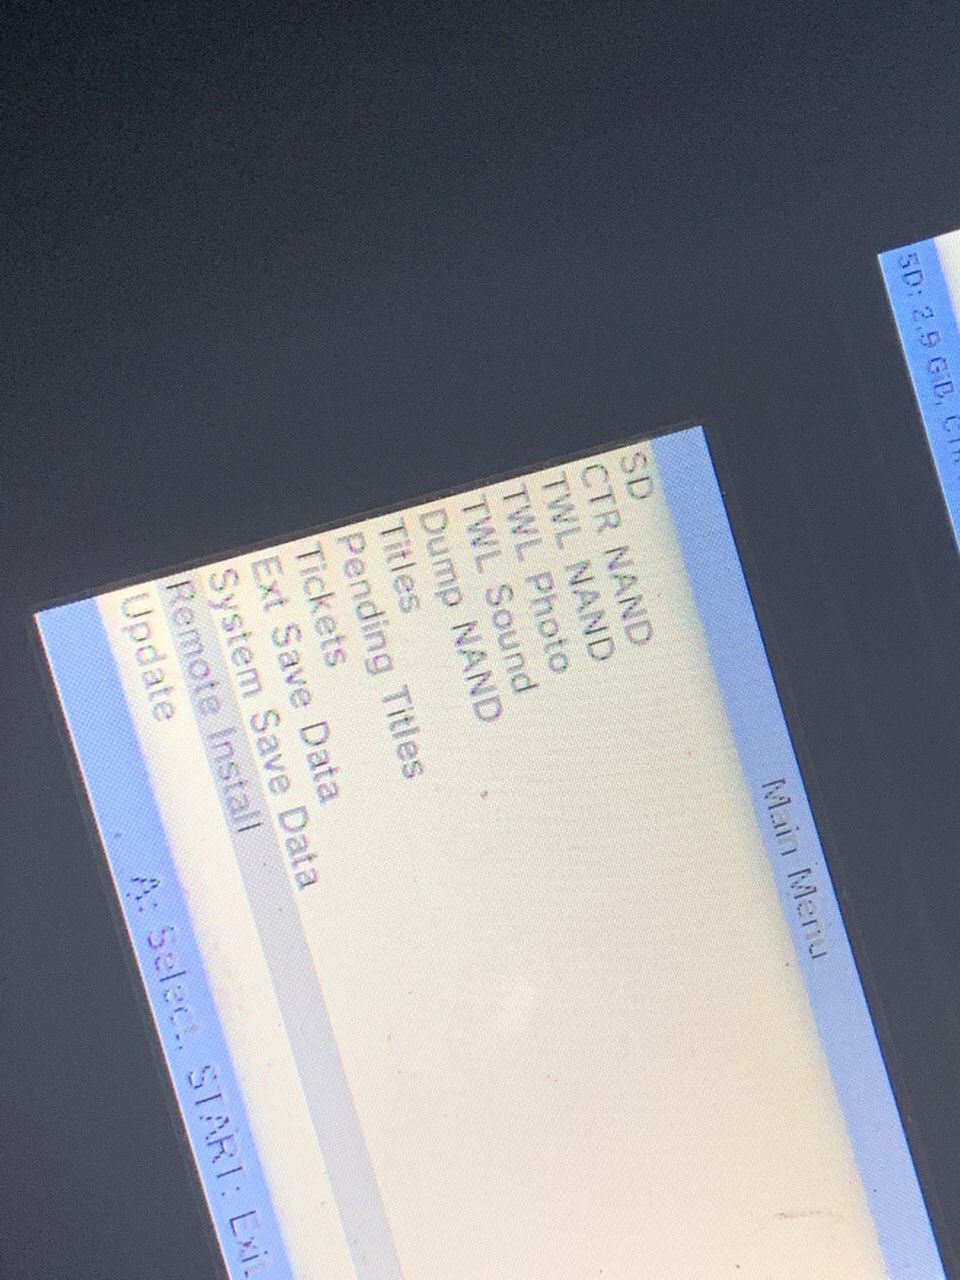 SD: 2.9 GiB, CTR
Main Menu
SD
CTR NAND
TWL NAND
TWL Photo
TWL Sound
Dump NAND
Titles
Pending Titles
Tickets
Ext Save Data
System Save Data
Remote Install
Update
A: Select, START: Exit